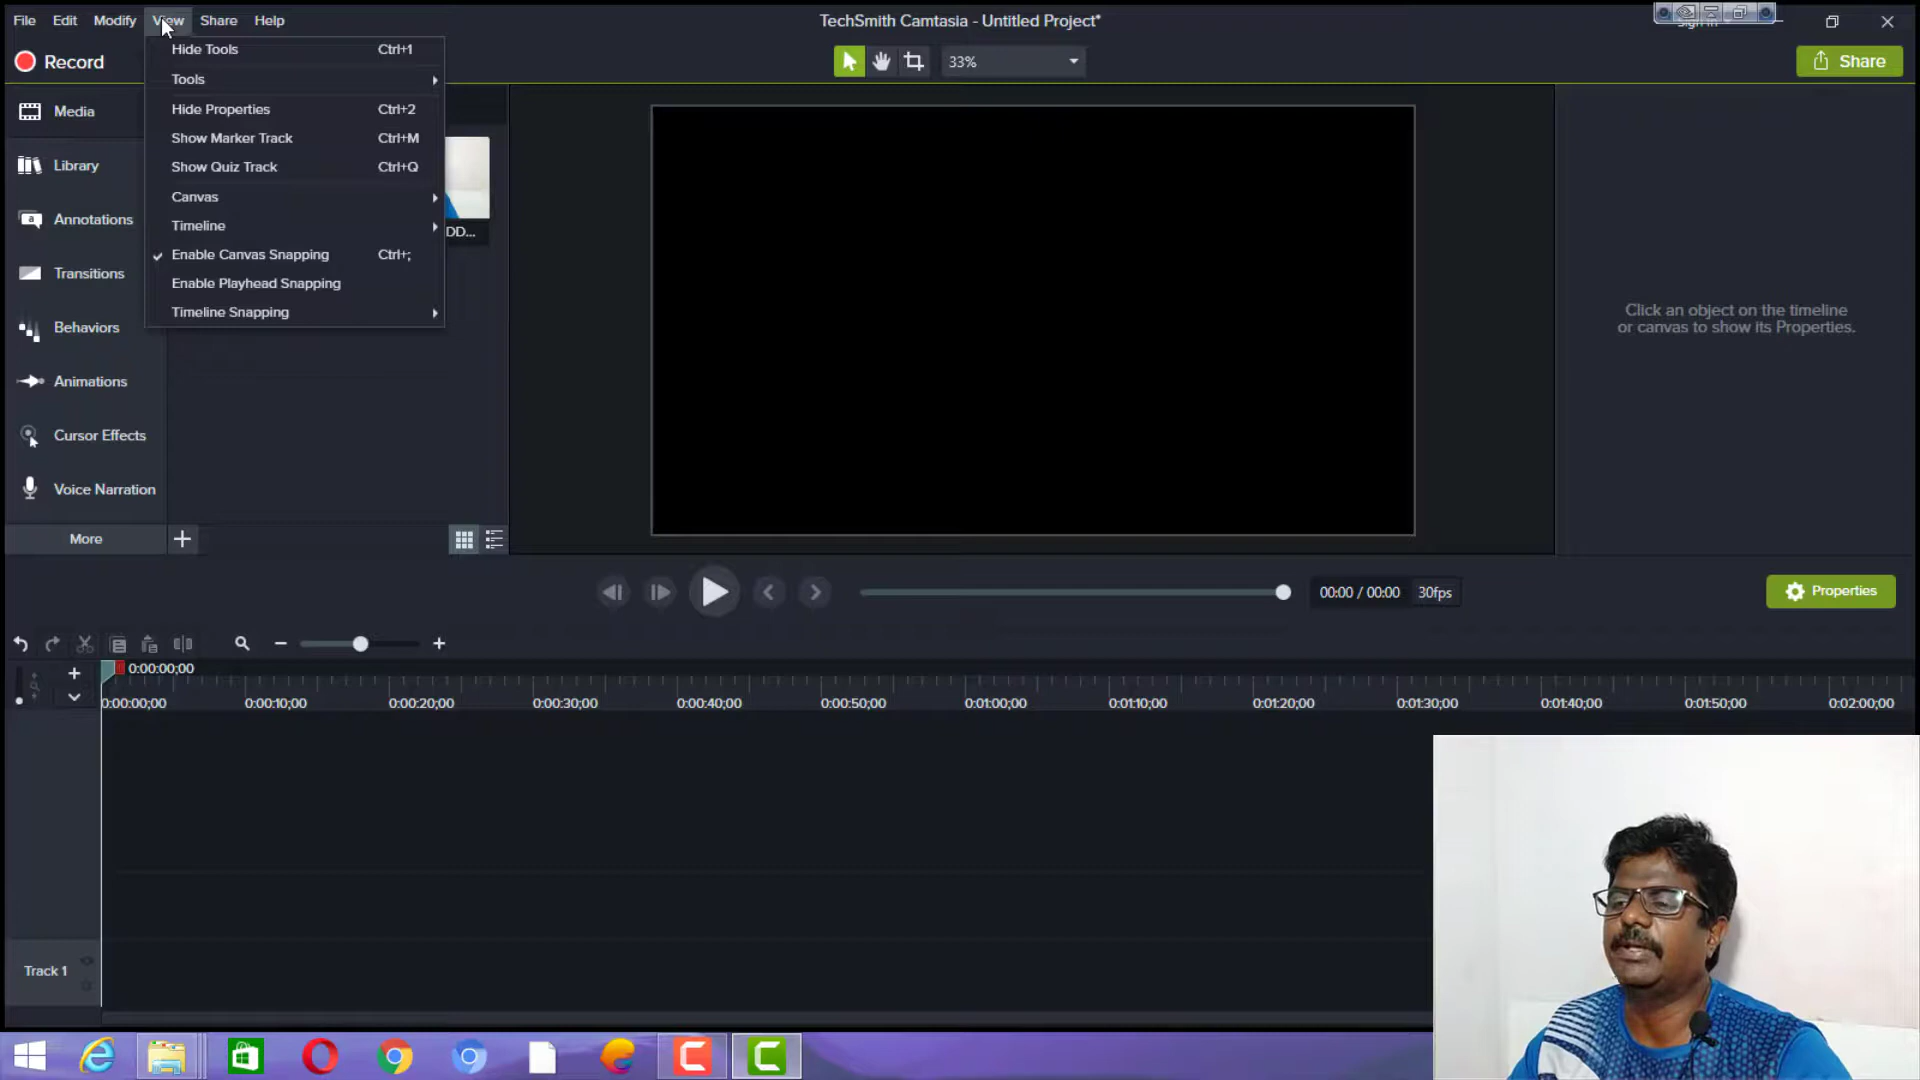 File Edit Modify View Share Help
TechSmith Camtasia - Untitled Project*
Record
33%
Share
Hide Tools Ctrl+1
Tools
Hide Properties Ctrl+2
Show Marker Track Ctrl+M
Show Quiz Track Ctrl+Q
Canvas
Timeline
Enable Canvas Snapping Ctrl+;
Enable Playhead Snapping
Timeline Snapping
Media
Library
Annotations
Transitions
Behaviors
Animations
Cursor Effects
Voice Narration
More
DD...
Click an object on the timeline
or canvas to show its Properties.
00:00 / 00:00 30fps
Properties
0:00:00;00
0:00:00;00 0:00:10;00 0:00:20;00 0:00:30;00 0:00:40;00 0:00:50;00 0:01:00;00 0:01:10;00 0:01:20;00 0:01:30;00 0:01:40;00 0:01:50;00 0:02:00;00
Track 1